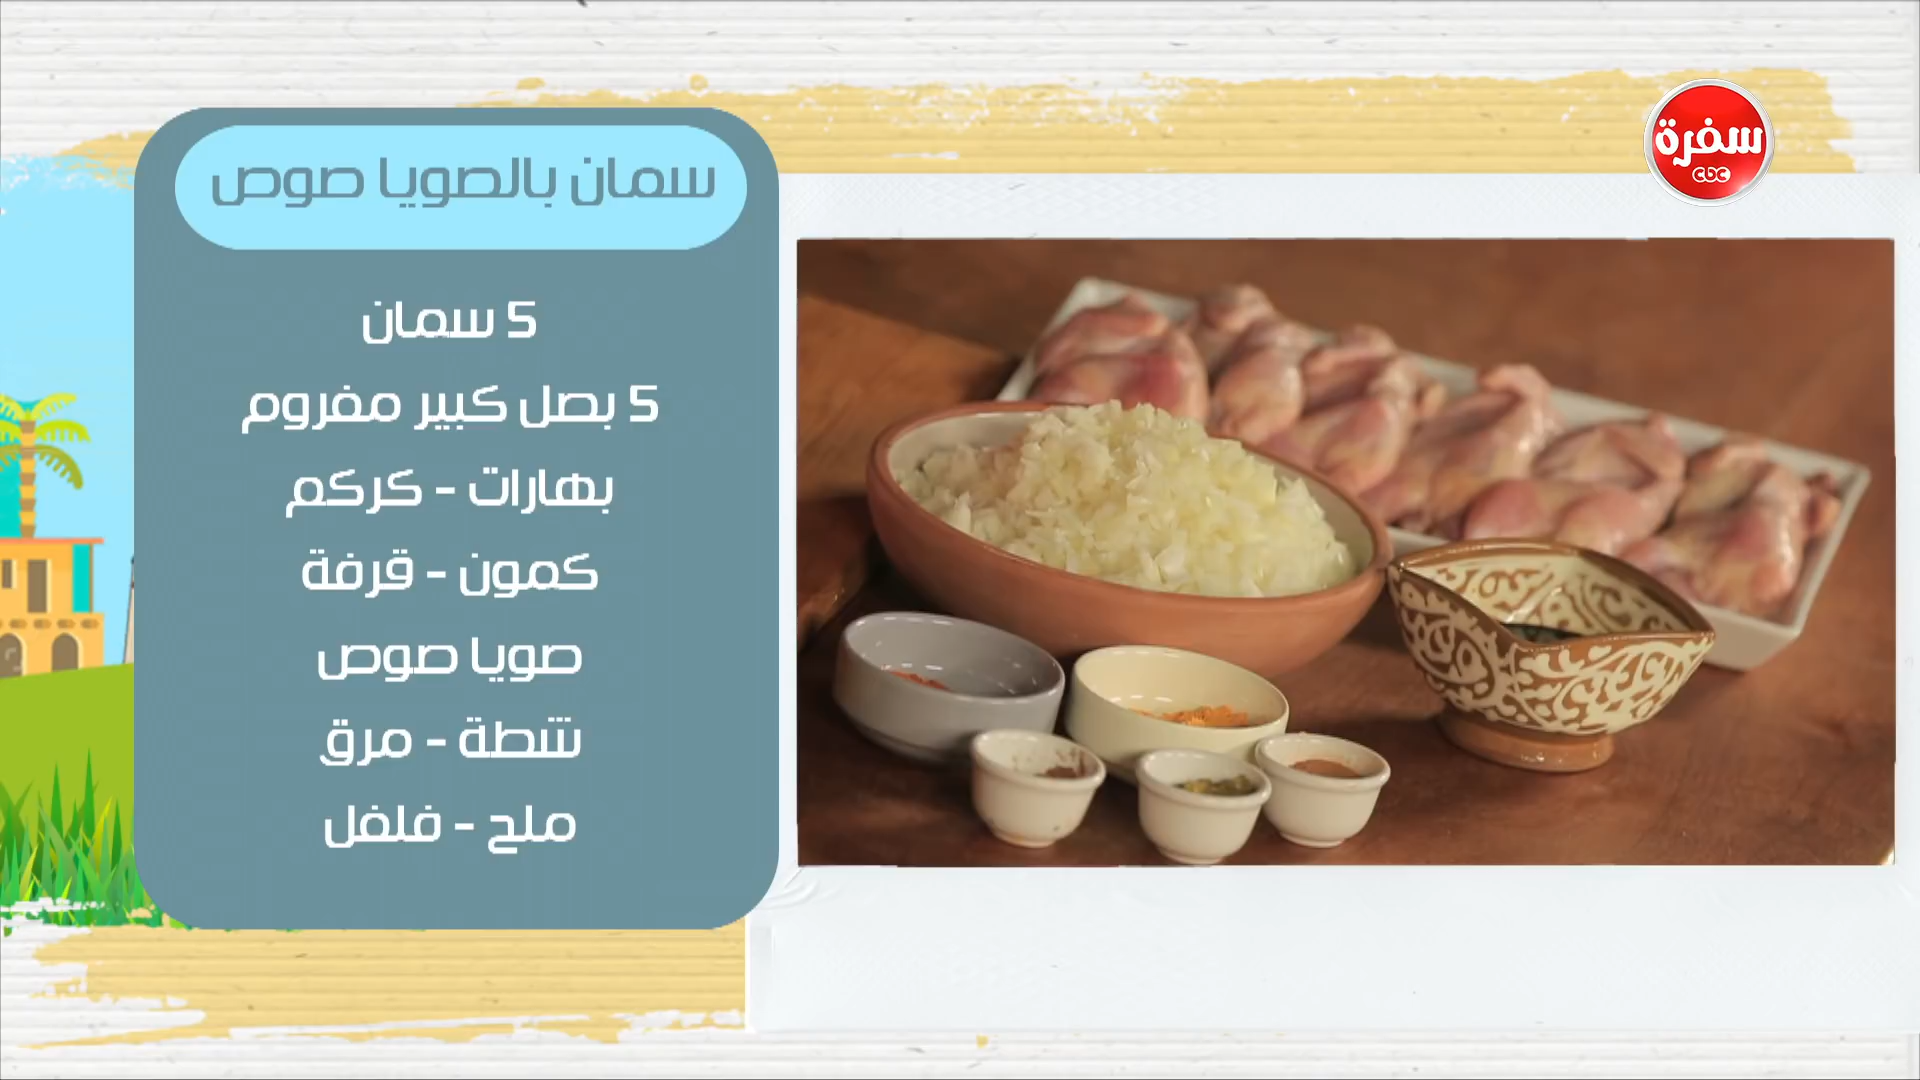 سمان بالصويا صوص
5 سمان
5 بصل كبير مفروم
بهارات - كركم
كمون - قرفة
صويا صوص
شطة - مرق
ملح - فلفل
سفرة
cbc